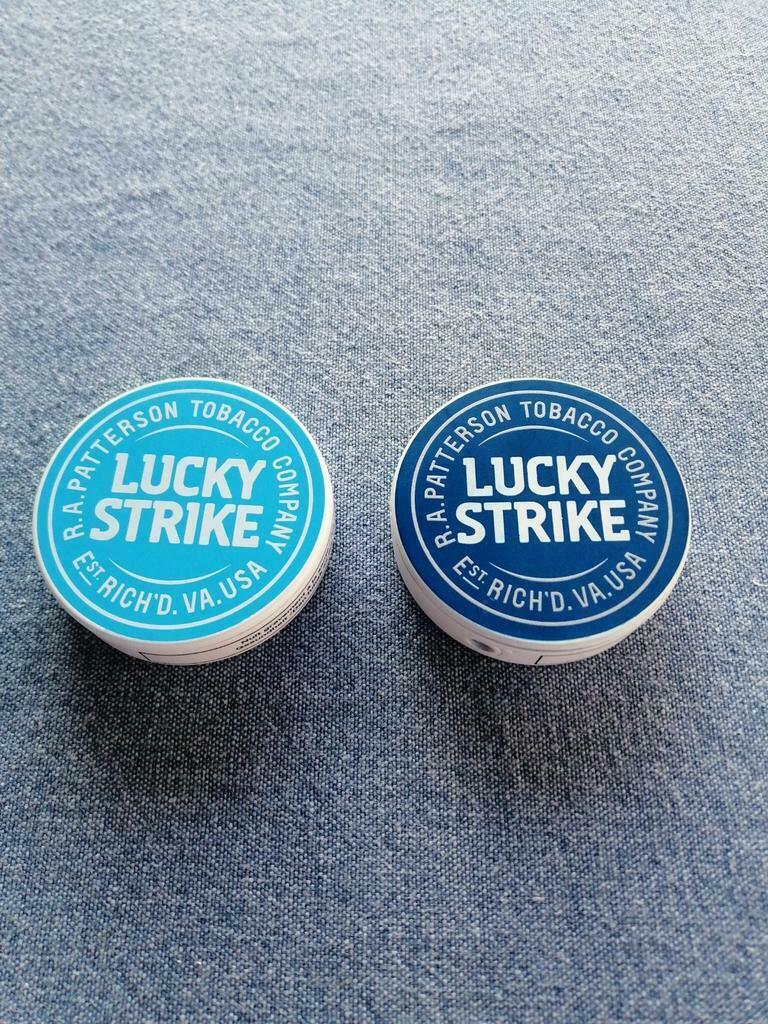 R.A.PATTERSON TOBACCO COMPANY
LUCKY
STRIKE
EST. RICH'D. VA. USA
R.A.PATTERSON TOBACCO COMPANY
LUCKY
STRIKE
EST. RICH'D. VA. USA